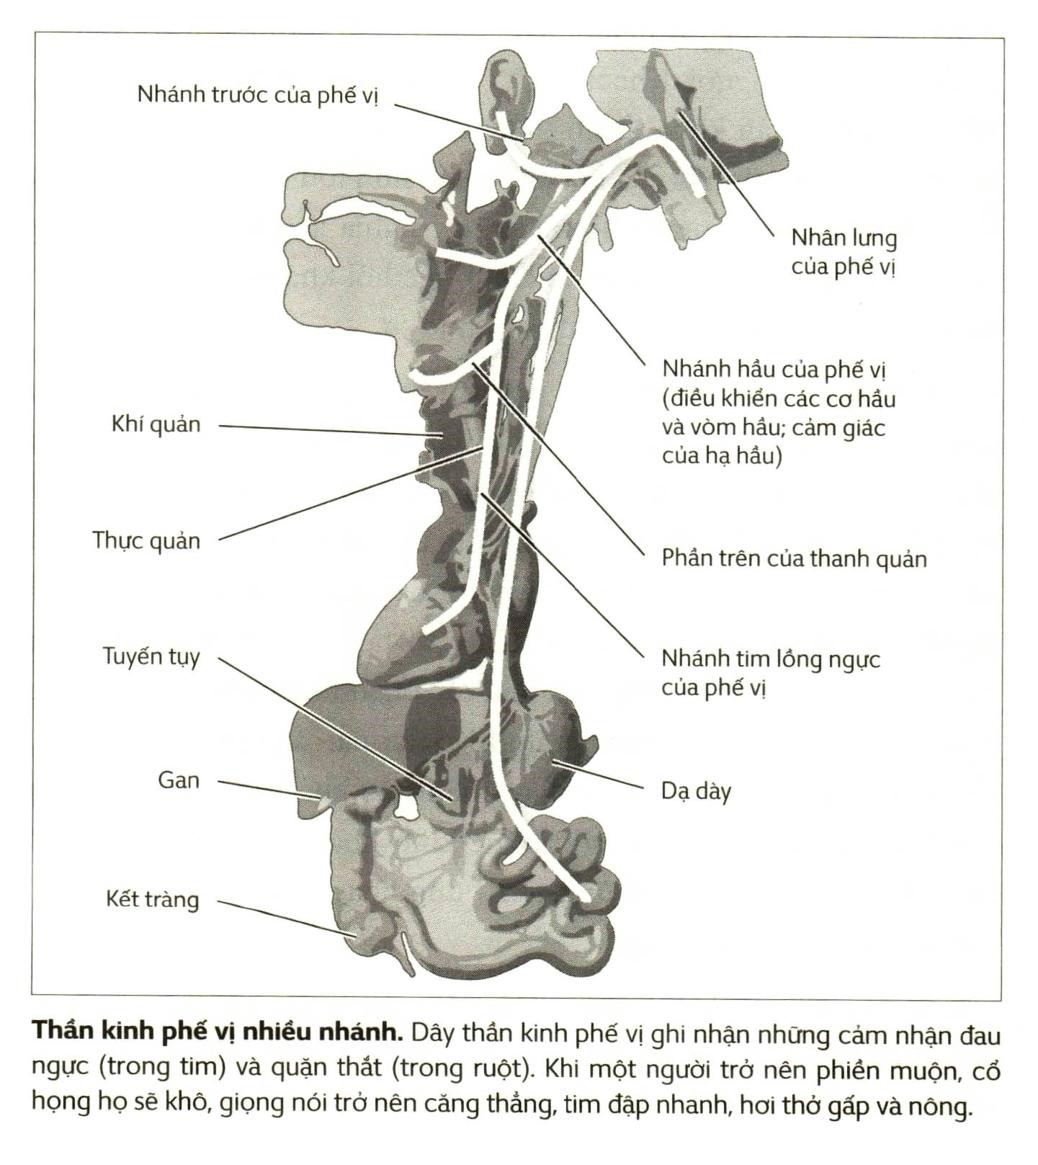 Nhánh trước của phế vị
Nhân lưng
của phế vị
Nhánh hầu của phế vị
(điều khiển các cơ hầu
và vòm hầu; cảm giác
của hạ hầu)
Khí quản
Thực quản
Phần trên của thanh quản
Tuyến tụy
Nhánh tim lồng ngực
của phế vị
Gan
Dạ dày
Kết tràng
Thần kinh phế vị nhiều nhánh. Dây thần kinh phế vị ghi nhận những cảm nhận đau
ngực (trong tim) và quặn thắt (trong ruột). Khi một người trở nên phiền muộn, cổ
họng họ sẽ khô, giọng nói trở nên căng thẳng, tim đập nhanh, hơi thở gấp và nông.